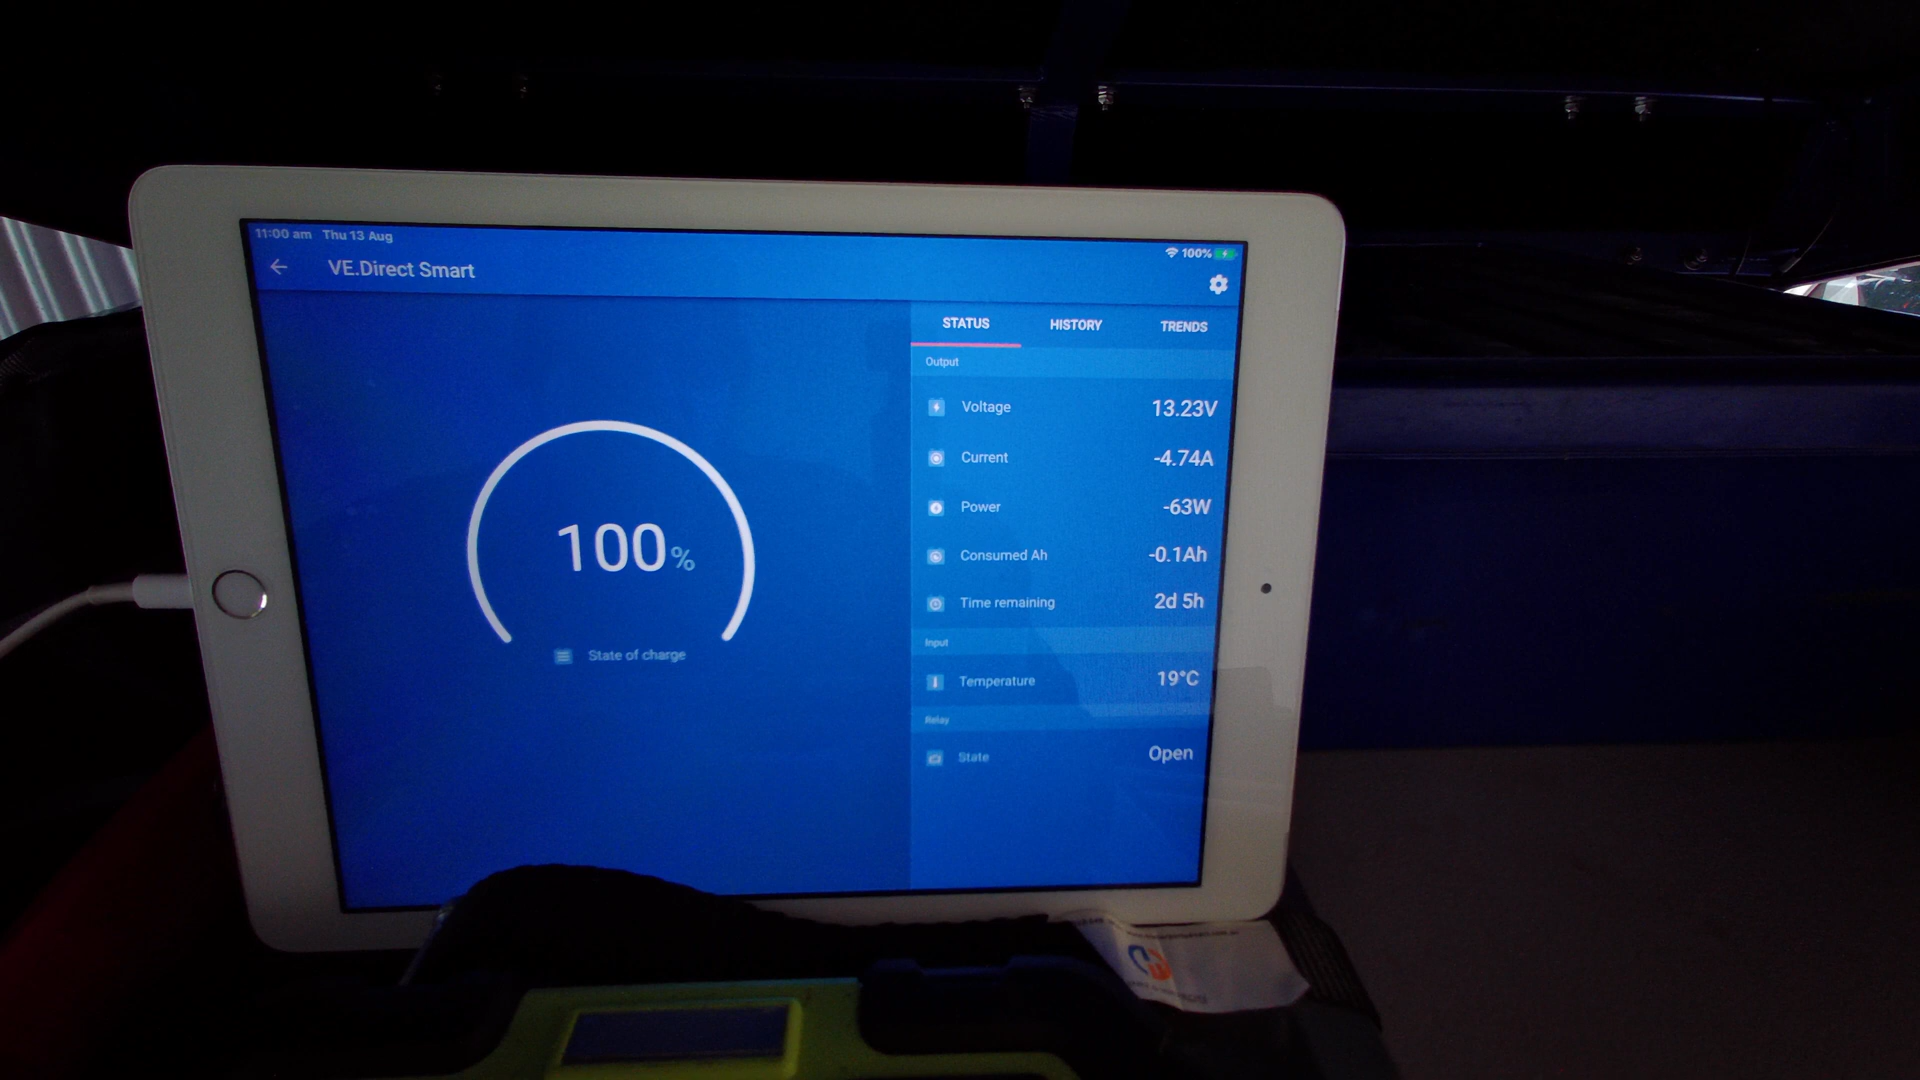 11:00 am Thu 13 Aug
100%
VE.Direct Smart
STATUS HISTORY TRENDS
Output
Voltage 13.23V
Current -4.74A
Power -63W
Consumed Ah -0.1Ah
Time remaining 2d 5h
Input
Temperature 19°C
Relay
State Open
100%
State of charge